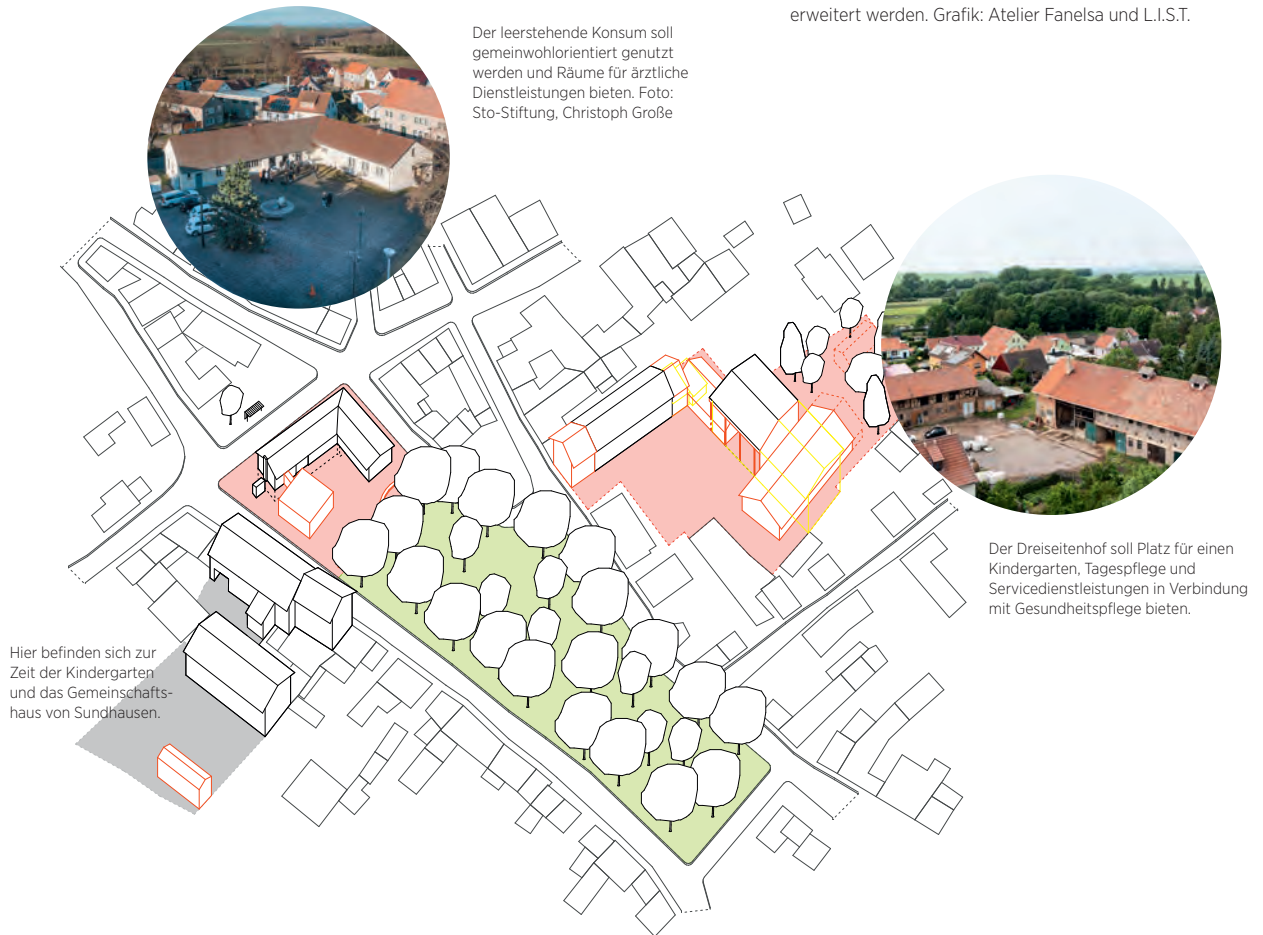 erweitert werden. Grafik: Atelier Fanelsa und L.I.S.T.
Der leerstehende Konsum soll
gemeinwohlorientiert genutzt
werden und Räume für ärztliche
Dienstleistungen bieten. Foto:
Sto-Stiftung, Christoph Große
Der Dreiseitenhof soll Platz für einen
Kindergarten, Tagespflege und
Servicedienstleistungen in Verbindung
mit Gesundheitspflege bieten.
Hier befinden sich zur
Zeit der Kindergarten
und das Gemeinschafts-
haus von Sundhausen.